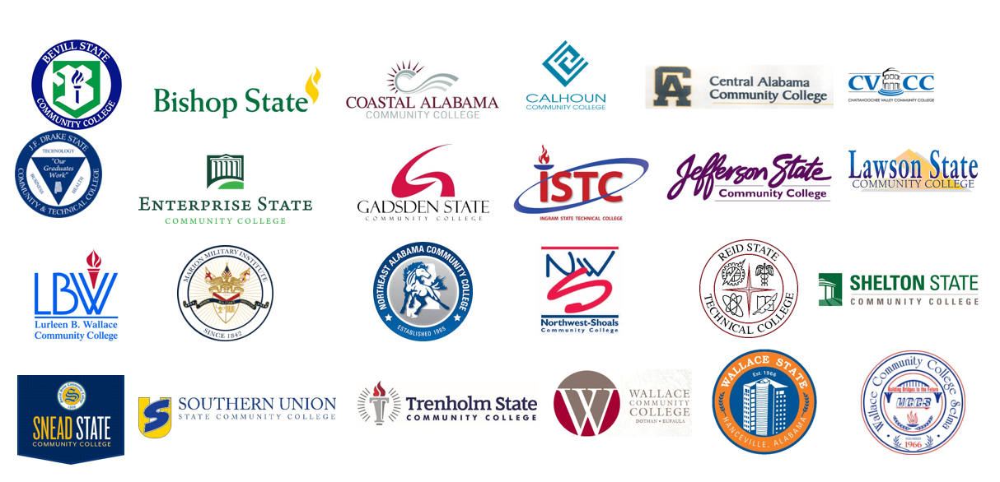 BEVILL STATE
COMMUNITY COLLEGE
Bishop State
COASTAL ALABAMA
COMMUNITY COLLEGE
CALHOUN
COMMUNITY COLLEGE
CA
Central Alabama
Community College
CVCC
CHATTAHOOCHEE VALLEY COMMUNITY COLLEGE
J.F. DRAKE STATE
TECHNOLOGY
"Our
Graduates
Work"
BUSINESS
HEALTH
COMMUNITY & TECHNICAL COLLEGE
ENTERPRISE STATE
COMMUNITY COLLEGE
GADSDEN STATE
COMMUNITY COLLEGE
ISTC
INGRAM STATE TECHNICAL COLLEGE
Jefferson State
Community College
Lawson State
COMMUNITY COLLEGE
LBW
Lurleen B. Wallace
Community College
MARION MILITARY INSTITUTE
SINCE 1842
NORTHEAST ALABAMA COMMUNITY COLLEGE
ESTABLISHED 1965
NW
S
Northwest-Shoals
Community College
REID STATE
TECHNICAL COLLEGE
SHELTON STATE
COMMUNITY COLLEGE
S
SNEAD STATE
COMMUNITY COLLEGE
S
SOUTHERN UNION
STATE COMMUNITY COLLEGE
T
Trenholm State
COMMUNITY COLLEGE
W
WALLACE
COMMUNITY
COLLEGE
DOTHAN • EUFAULA
WALLACE STATE
Est. 1966
HANCEVILLE, ALABAMA
Wallace Community College Selma
Building Bridges to the Future
WCCS
FOUNDED
1966